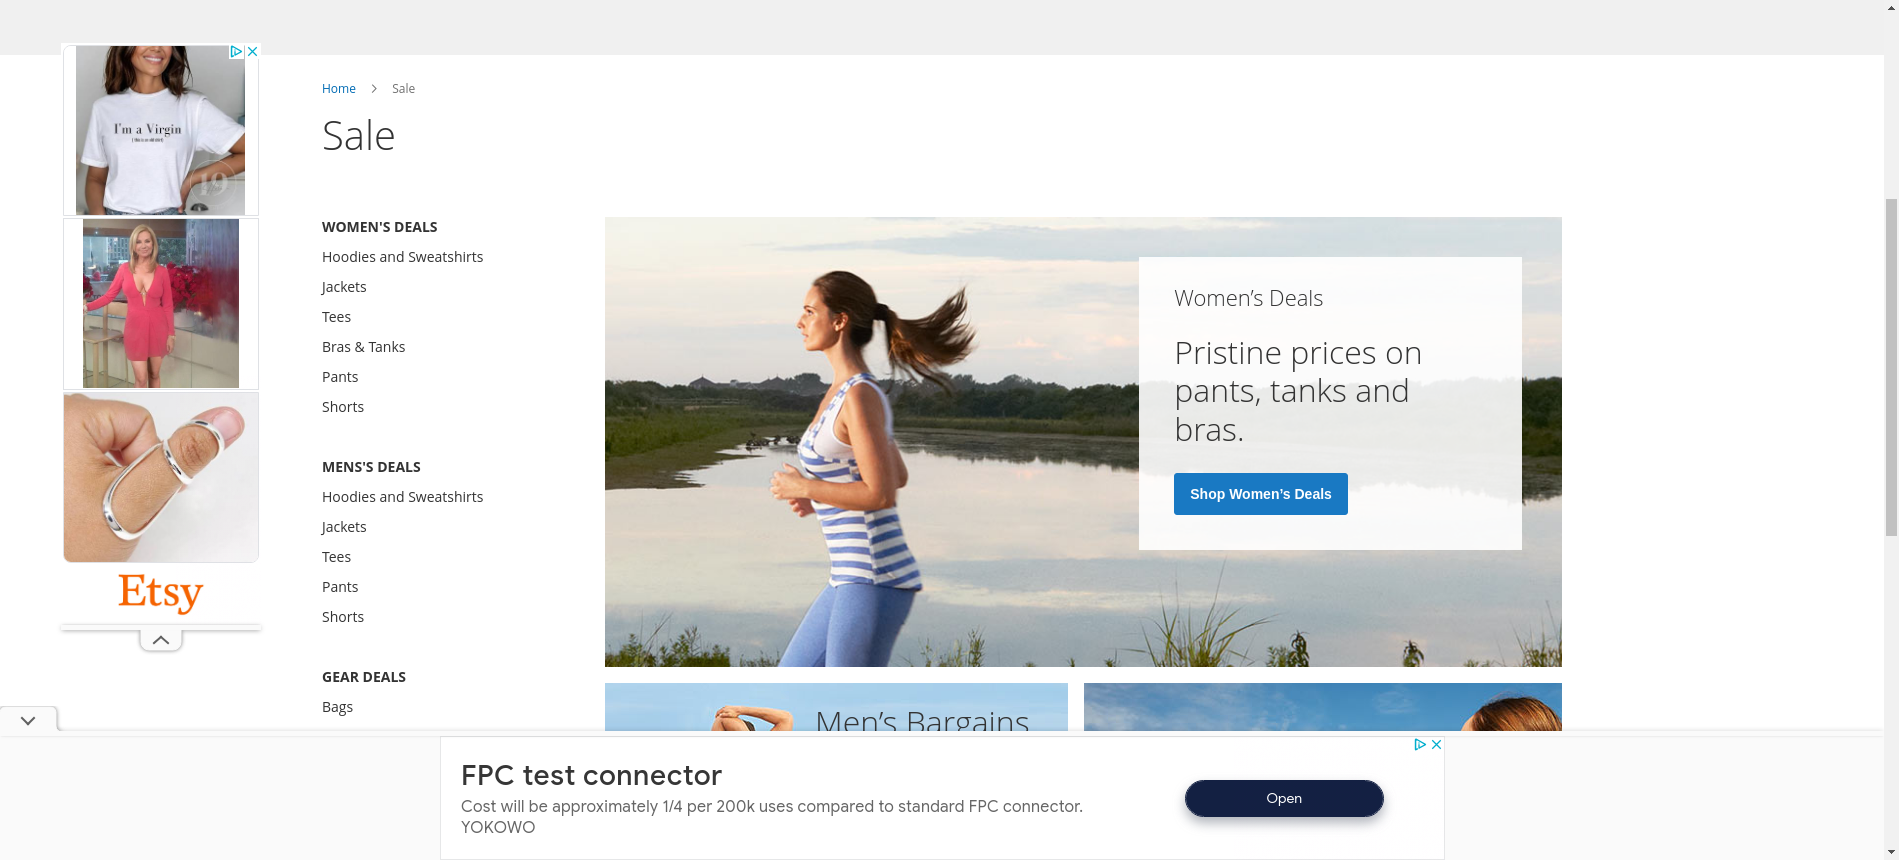 Home
Sale
Sale
I'm a Virgin
19
Etsy
WOMEN'S DEALS
Hoodies and Sweatshirts
Jackets
Tees
Bras & Tanks
Pants
Shorts
MENS'S DEALS
Hoodies and Sweatshirts
Jackets
Tees
Pants
Shorts
GEAR DEALS
Bags
Women’s Deals
Pristine prices on
pants, tanks and
bras.
Shop Women’s Deals
Men’s Bargains
FPC test connector
Cost will be approximately 1/4 per 200k uses compared to standard FPC connector.
YOKOWO
Open